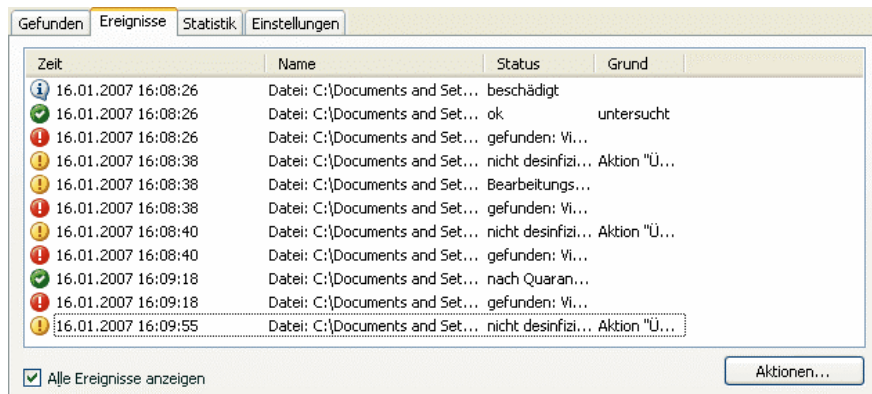 Gefunden Ereignisse Statistik Einstellungen
Zeit Name Status Grund
16.01.2007 16:08:26 Datei: C:\Documents and Set... beschädigt
16.01.2007 16:08:26 Datei: C:\Documents and Set... ok untersucht
16.01.2007 16:08:26 Datei: C:\Documents and Set... gefunden: Vi...
16.01.2007 16:08:38 Datei: C:\Documents and Set... nicht desinfizi... Aktion "Ü...
16.01.2007 16:08:38 Datei: C:\Documents and Set... Bearbeitungs...
16.01.2007 16:08:38 Datei: C:\Documents and Set... gefunden: Vi...
16.01.2007 16:08:40 Datei: C:\Documents and Set... nicht desinfizi... Aktion "Ü...
16.01.2007 16:08:40 Datei: C:\Documents and Set... gefunden: Vi...
16.01.2007 16:09:18 Datei: C:\Documents and Set... nach Quaran...
16.01.2007 16:09:18 Datei: C:\Documents and Set... gefunden: Vi...
16.01.2007 16:09:55 Datei: C:\Documents and Set... nicht desinfizi... Aktion "Ü...
Alle Ereignisse anzeigen Aktionen...